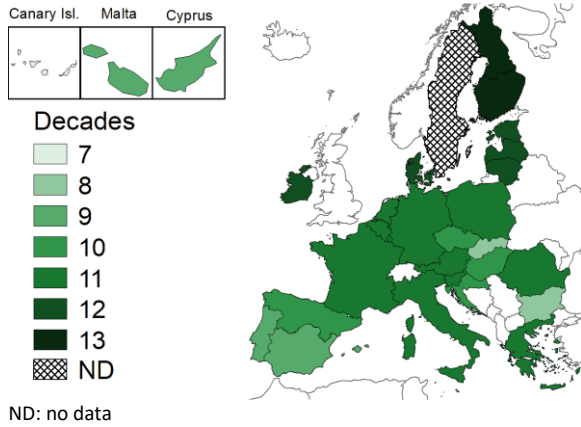 Canary Isl. Malta Cyprus
Decades
7
8
9
10
11
12
13
ND
ND: no data